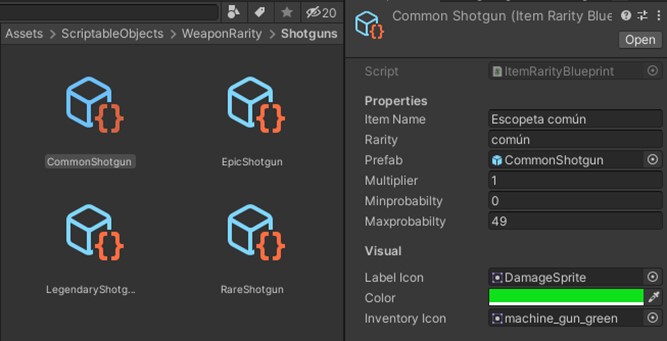 20
Assets > ScriptableObjects > WeaponRarity > Shotguns
CommonShotgun
EpicShotgun
LegendaryShotg...
RareShotgun
Common Shotgun (Item Rarity Blue
Open
Script ItemRarityBlueprint
Properties
Item Name Escopeta común
Rarity común
Prefab CommonShotgun
Multiplier 1
Minprobabilty 0
Maxprobabilty 49
Visual
Label Icon DamageSprite
Color
Inventory Icon machine_gun_green